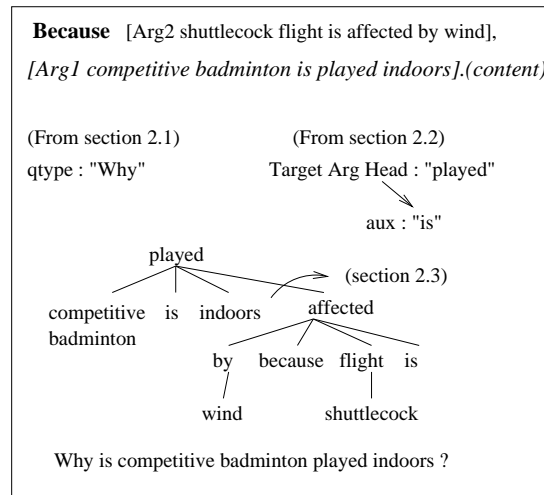 Because [Arg2 shuttlecock flight is affected by wind],
[Arg1 competitive badminton is played indoors].(content)
(From section 2.1) (From section 2.2)
qtype : "Why" Target Arg Head : "played"
aux : "is"
played
(section 2.3)
competitive is indoors affected
badminton
by because flight is
wind shuttlecock
Why is competitive badminton played indoors ?